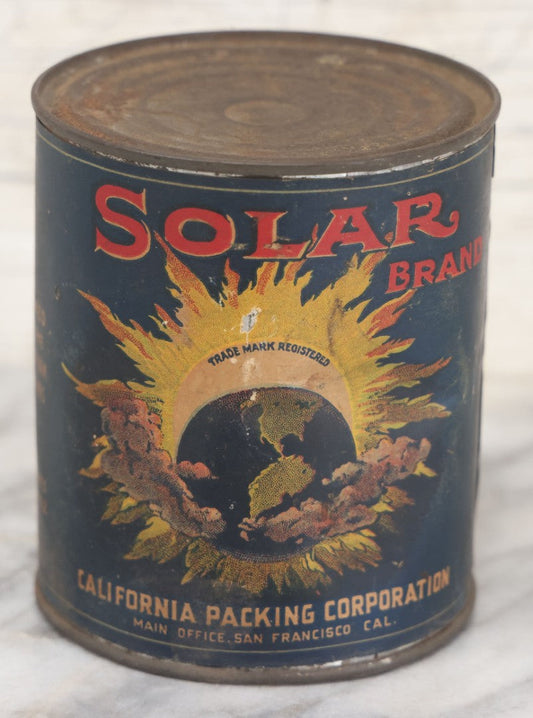 SOLAR
BRAND
TRADE MARK REGISTERED
CALIFORNIA PACKING CORPORATION
MAIN OFFICE. SAN FRANCISCO CAL.